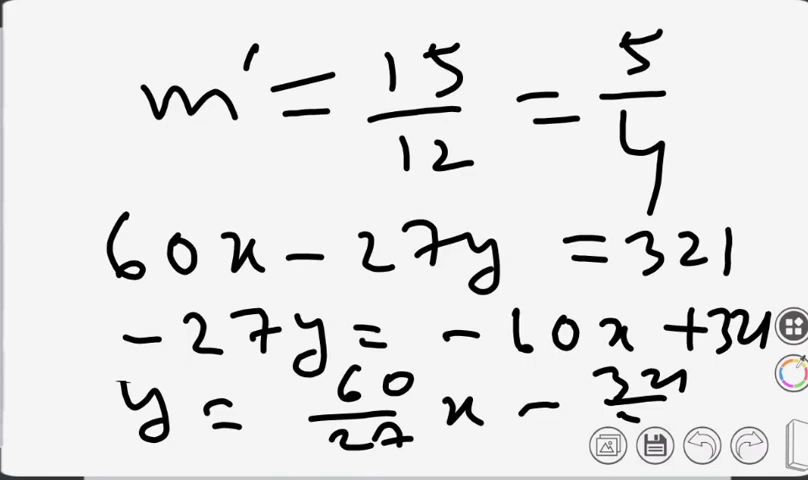 m' = 15/12 = 5/4
60x - 27y = 321
-27y = -60x + 321
y = 60/27 x - 321/